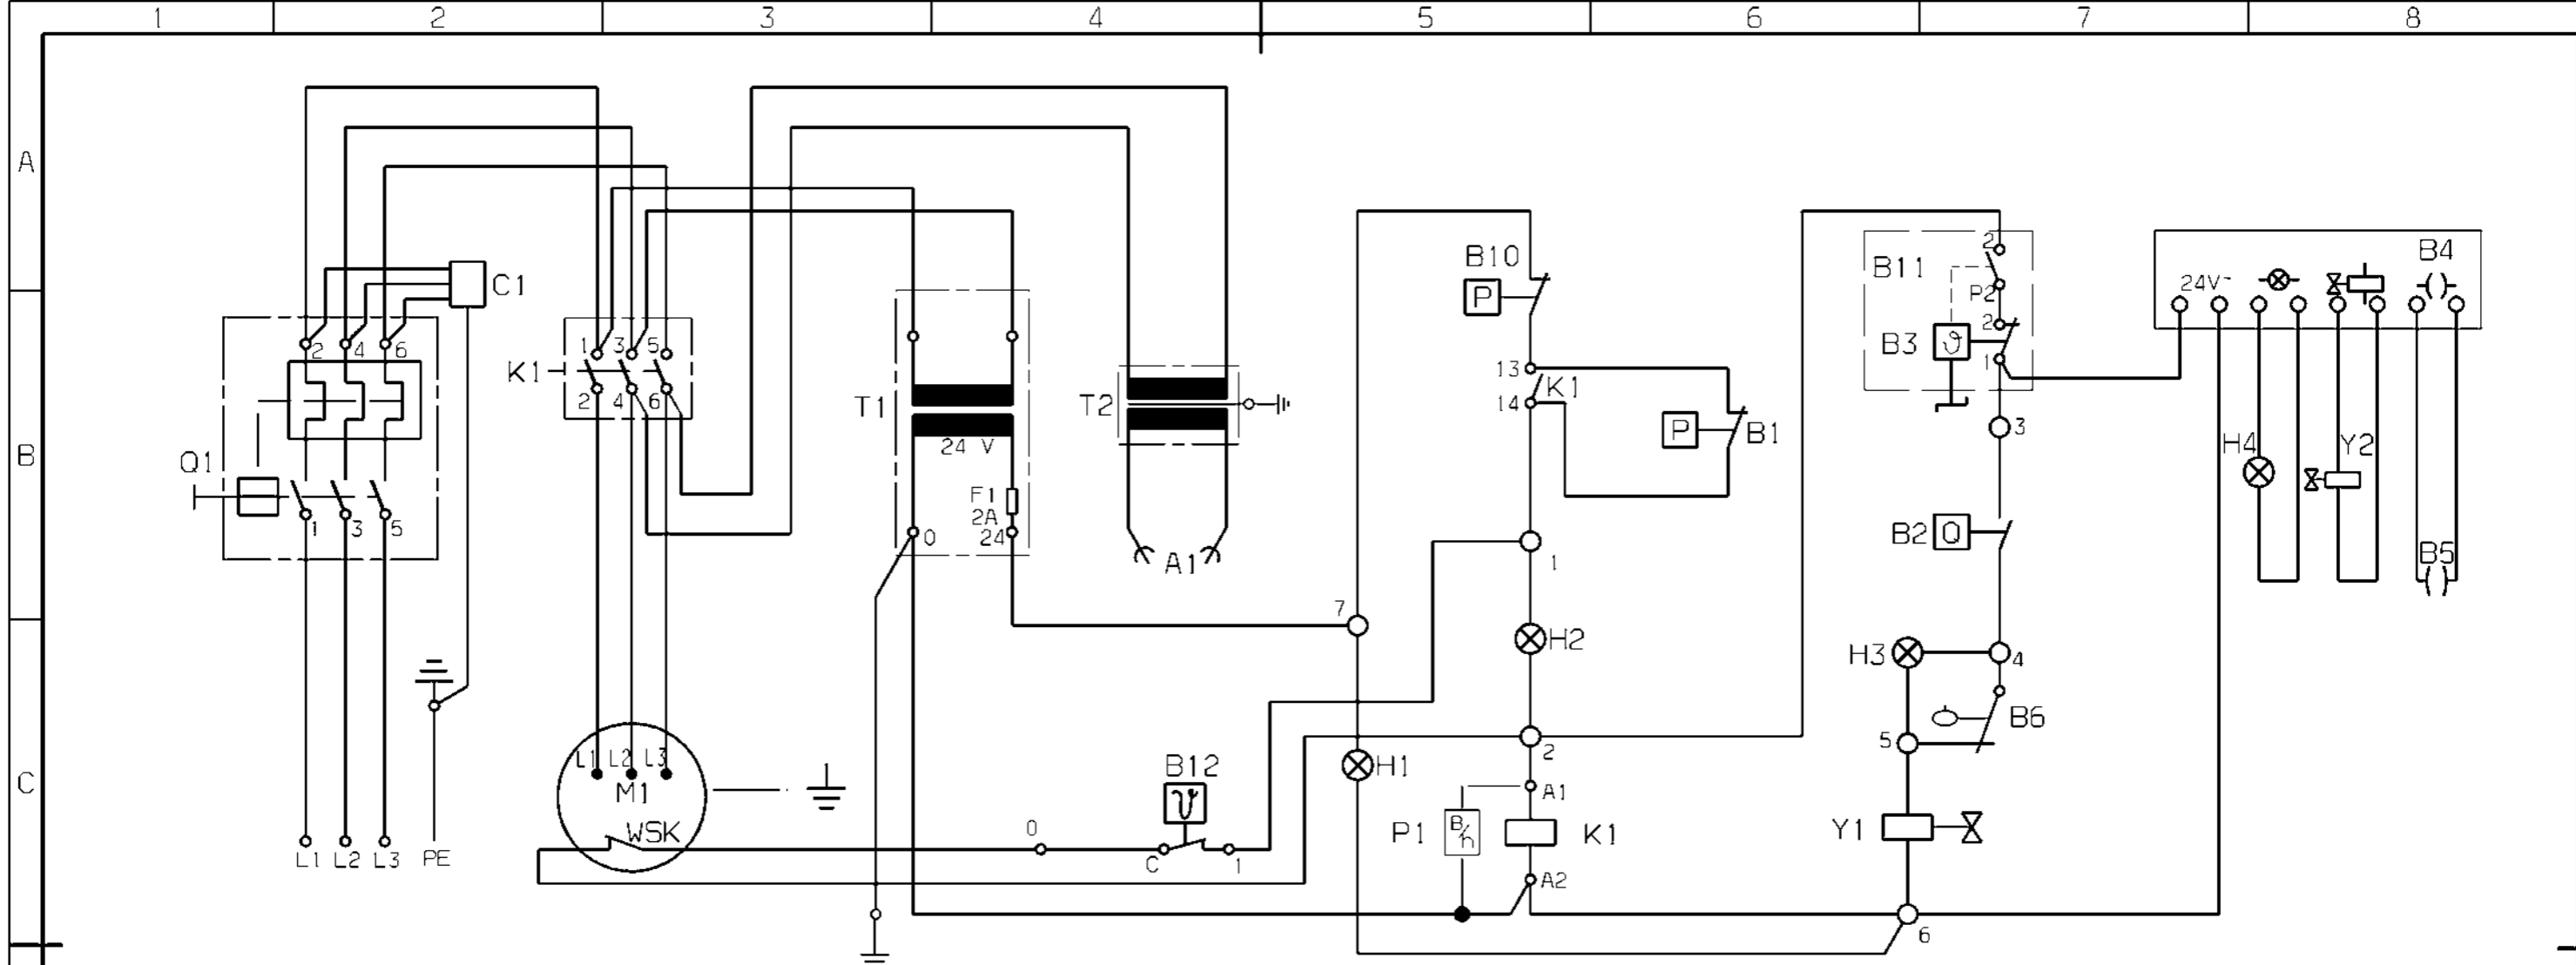 1 2 3 4 5 6 7 8
A
B10
B11
2
B4
C1
P
P2
24V~
2 4 6
1 3 5
2
B3
ϑ
1
K1
2 4 6
T1
T2
13
K1
14
B
24 V
P
B1
3
H4
Y2
Q1
F1
2A
1 3 5
0
24
A1
1
B2
Q
B5
7
H2
H3
4
B6
5
2
L1 L2 L3
M1
B12
ϑ
H1
C
A1
WSK
0
P1
B/h
K1
Y1
L1 L2 L3 PE
C
1
A2
6